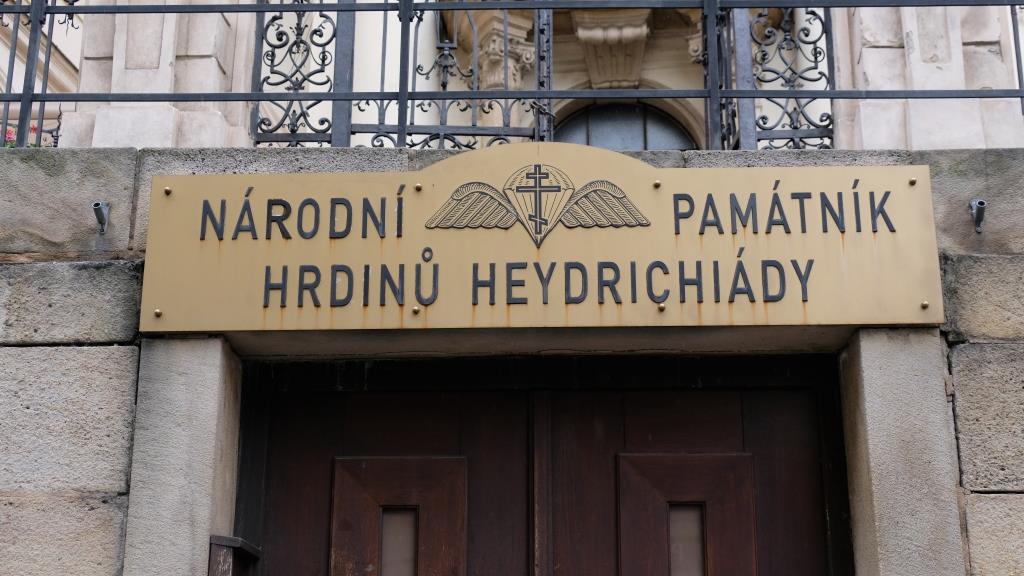 NÁRODNÍ PAMÁTNÍK
HRDINŮ HEYDRICHIÁDY